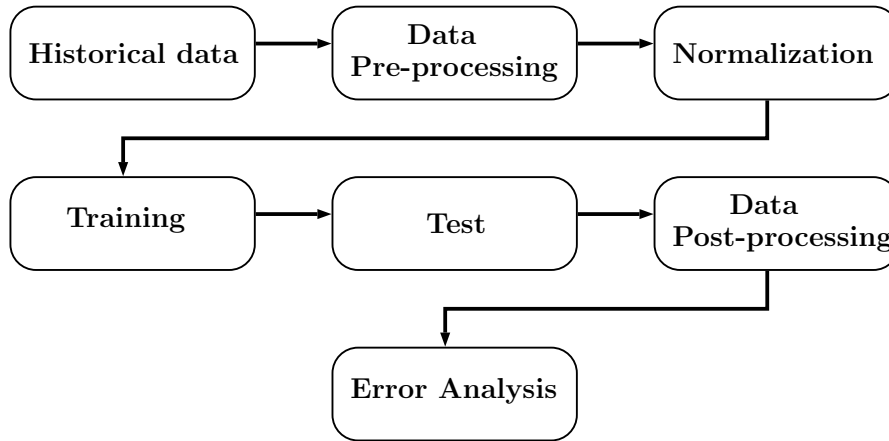 Historical data
Data
Pre-processing
Normalization
Training
Test
Data
Post-processing
Error Analysis